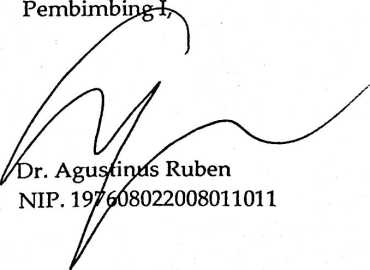 Pembimbing I,
Dr. Agustinus Ruben
NIP. 197608022008011011